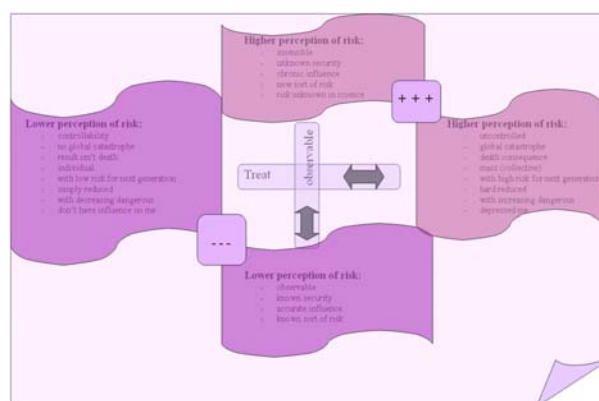 Higher perception of risk:
- insensible
- unknown security
- chronic influence
- new sort of risk
- risk unknown in science
+ + +
Lower perception of risk:
- controllability
- no global catastrophe
- result isn't death
- individual
- with low risk for next generation
- simply reduced
- with decreasing dangerous
- don't have influence on me
observable
Treat
Higher perception of risk:
- uncontrolled
- global catastrophe
- death consequence
- mass (collective)
- with high risk for next generation
- hard reduced
- with increasing dangerous
- depressed me
- - -
Lower perception of risk:
- observable
- known security
- accurate influence
- known sort of risk